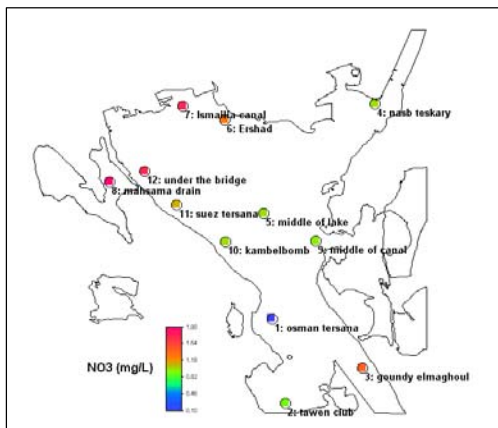 4: nasb teskary
7: Ismailia canal
6: Ershad
12: under the bridge
8: mahsama drain
11: suez tersana
5: middle of lake
10: kambelbomb
9: middle of canal
1: osman tersana
3: goundy elmaghoul
2: tawen club
NO3 (mg/L)